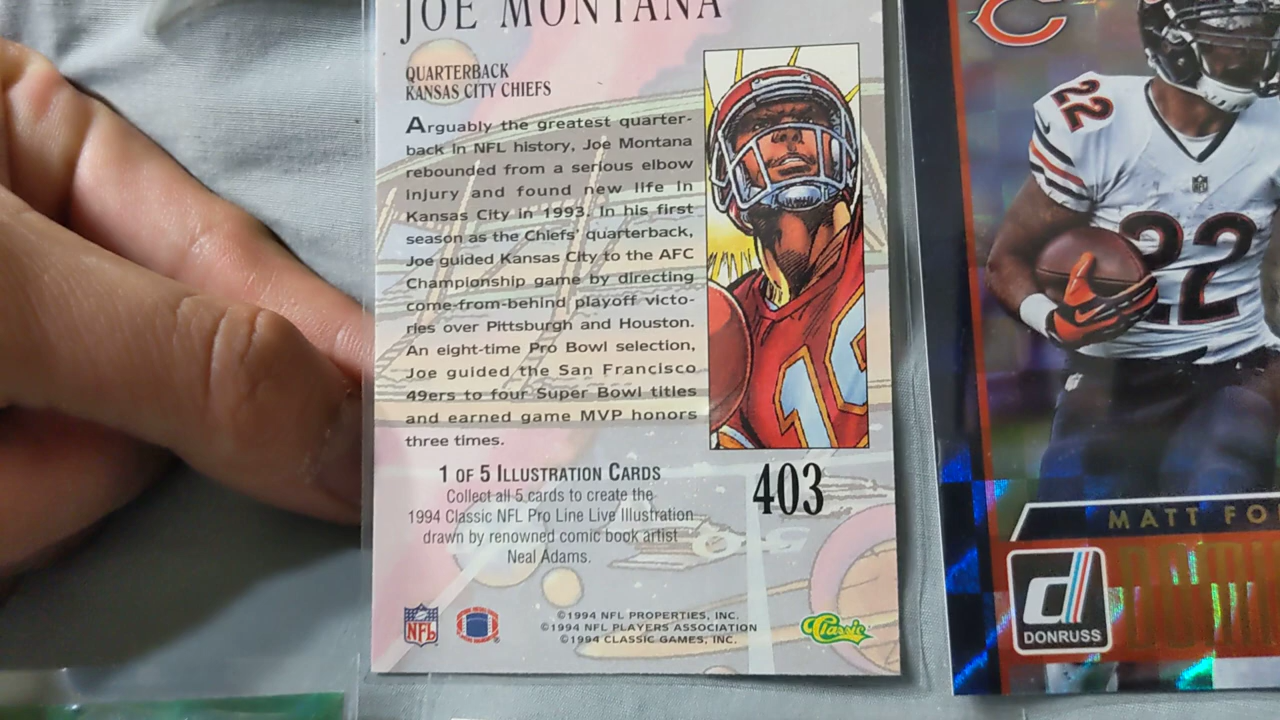 JOE MONTANA
QUARTERBACK
KANSAS CITY CHIEFS
Arguably the greatest quarter-
back in NFL history, Joe Montana
rebounded from a serious elbow
injury and found new life in
Kansas City in 1993. In his first
season as the Chiefs' quarterback,
Joe guided Kansas City to the AFC
Championship game by directing
come-from-behind playoff victo-
ries over Pittsburgh and Houston.
An eight-time Pro Bowl selection,
Joe guided the San Francisco
49ers to four Super Bowl titles
and earned game MVP honors
three times.
1 OF 5 ILLUSTRATION CARDS
Collect all 5 cards to create the
1994 Classic NFL Pro Line Live Illustration
drawn by renowned comic book artist
Neal Adams.
403
NFL
©1994 NFL PROPERTIES, INC.
©1994 NFL PLAYERS ASSOCIATION
©1994 CLASSIC GAMES, INC.
Classic
1
C
22
22
MATT FO
d
DONRUSS